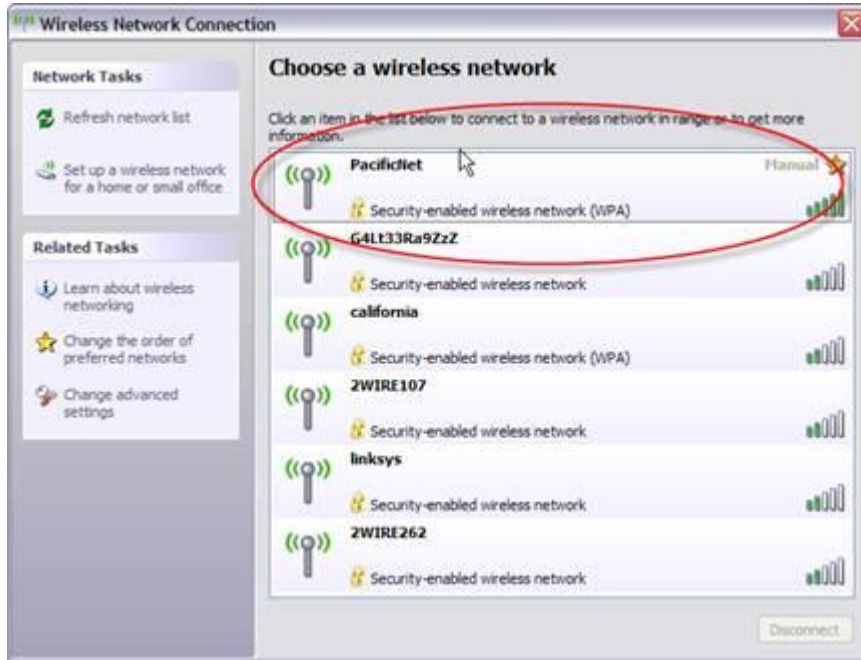 Wireless Network Connection
Network Tasks
Refresh network list
Set up a wireless network
for a home or small office
Related Tasks
Learn about wireless
networking
Change the order of
preferred networks
Change advanced
settings
Choose a wireless network
Click an item in the list below to connect to a wireless network in range or to get more
information.
PacificNet
Manual
Security-enabled wireless network (WPA)
G4Lt33Ra9ZzZ
Security-enabled wireless network
california
Security-enabled wireless network (WPA)
2WIRE107
Security-enabled wireless network
linksys
Security-enabled wireless network
2WIRE262
Security-enabled wireless network
Disconnect